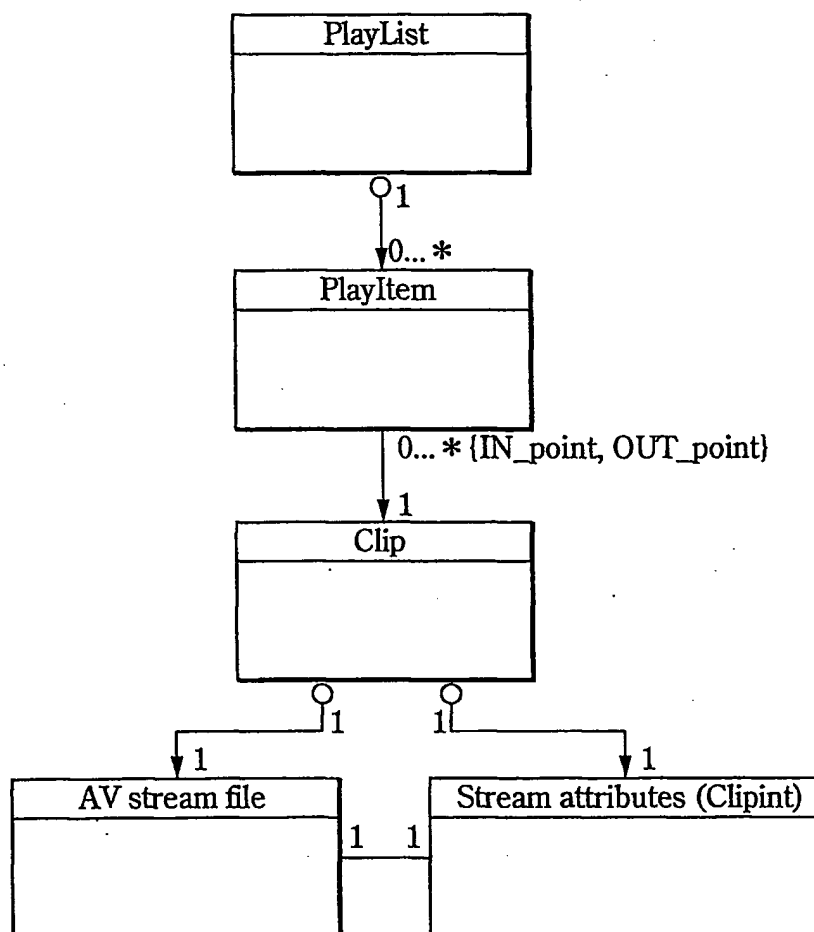 PlayList
1
0... *
PlayItem
0... * {IN_point, OUT_point}
1
Clip
1 1
1 1
AV stream file Stream attributes (Clipint)
1 1